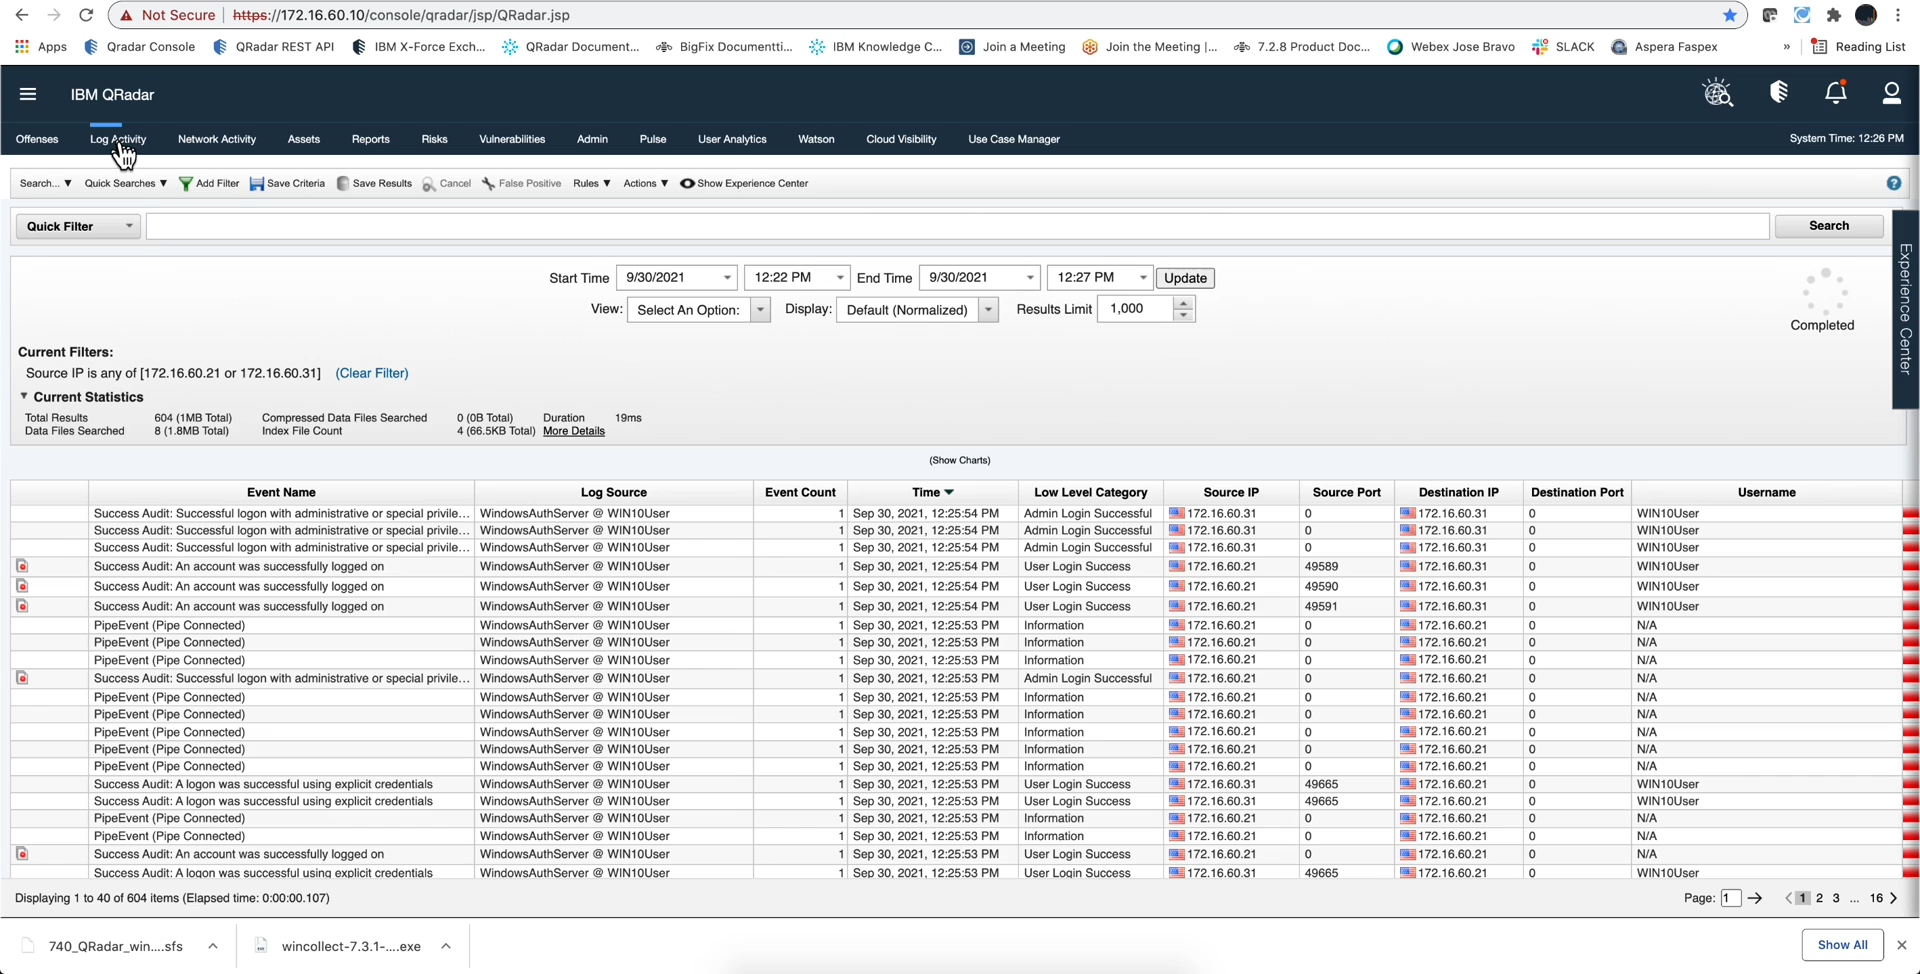 Not Secure | https://172.16.60.10/console/qradar/jsp/QRadar.jsp
Apps Qradar Console QRadar REST API IBM X-Force Exch... QRadar Document... BigFix Documentti... IBM Knowledge C... Join a Meeting Join the Meeting |... 7.2.8 Product Doc... Webex Jose Bravo SLACK Aspera Faspex » Reading List
IBM QRadar
Offenses Log Activity Network Activity Assets Reports Risks Vulnerabilities Admin Pulse User Analytics Watson Cloud Visibility Use Case Manager System Time: 12:26 PM
Search... Quick Searches Add Filter Save Criteria Save Results Cancel False Positive Rules Actions Show Experience Center ?
Quick Filter Search
Experience Center
Start Time 9/30/2021 12:22 PM End Time 9/30/2021 12:27 PM Update
View: Select An Option: Display: Default (Normalized) Results Limit 1,000
Completed
Current Filters:
Source IP is any of [172.16.60.21 or 172.16.60.31] (Clear Filter)
Current Statistics
Total Results 604 (1MB Total) Compressed Data Files Searched 0 (0B Total) Duration 19ms
Data Files Searched 8 (1.8MB Total) Index File Count 4 (66.5KB Total) More Details
(Show Charts)
Event Name Log Source Event Count Time Low Level Category Source IP Source Port Destination IP Destination Port Username
Success Audit: Successful logon with administrative or special privile... WindowsAuthServer @ WIN10User 1 Sep 30, 2021, 12:25:54 PM Admin Login Successful 172.16.60.31 0 172.16.60.31 0 WIN10User
Success Audit: Successful logon with administrative or special privile... WindowsAuthServer @ WIN10User 1 Sep 30, 2021, 12:25:54 PM Admin Login Successful 172.16.60.31 0 172.16.60.31 0 WIN10User
Success Audit: Successful logon with administrative or special privile... WindowsAuthServer @ WIN10User 1 Sep 30, 2021, 12:25:54 PM Admin Login Successful 172.16.60.31 0 172.16.60.31 0 WIN10User
Success Audit: An account was successfully logged on WindowsAuthServer @ WIN10User 1 Sep 30, 2021, 12:25:54 PM User Login Success 172.16.60.21 49589 172.16.60.31 0 WIN10User
Success Audit: An account was successfully logged on WindowsAuthServer @ WIN10User 1 Sep 30, 2021, 12:25:54 PM User Login Success 172.16.60.21 49590 172.16.60.31 0 WIN10User
Success Audit: An account was successfully logged on WindowsAuthServer @ WIN10User 1 Sep 30, 2021, 12:25:54 PM User Login Success 172.16.60.21 49591 172.16.60.31 0 WIN10User
PipeEvent (Pipe Connected) WindowsAuthServer @ WIN10User 1 Sep 30, 2021, 12:25:53 PM Information 172.16.60.21 0 172.16.60.21 0 N/A
PipeEvent (Pipe Connected) WindowsAuthServer @ WIN10User 1 Sep 30, 2021, 12:25:53 PM Information 172.16.60.21 0 172.16.60.21 0 N/A
PipeEvent (Pipe Connected) WindowsAuthServer @ WIN10User 1 Sep 30, 2021, 12:25:53 PM Information 172.16.60.21 0 172.16.60.21 0 N/A
Success Audit: Successful logon with administrative or special privile... WindowsAuthServer @ WIN10User 1 Sep 30, 2021, 12:25:53 PM Admin Login Successful 172.16.60.21 0 172.16.60.21 0 N/A
PipeEvent (Pipe Connected) WindowsAuthServer @ WIN10User 1 Sep 30, 2021, 12:25:53 PM Information 172.16.60.21 0 172.16.60.21 0 N/A
PipeEvent (Pipe Connected) WindowsAuthServer @ WIN10User 1 Sep 30, 2021, 12:25:53 PM Information 172.16.60.21 0 172.16.60.21 0 N/A
PipeEvent (Pipe Connected) WindowsAuthServer @ WIN10User 1 Sep 30, 2021, 12:25:53 PM Information 172.16.60.21 0 172.16.60.21 0 N/A
PipeEvent (Pipe Connected) WindowsAuthServer @ WIN10User 1 Sep 30, 2021, 12:25:53 PM Information 172.16.60.21 0 172.16.60.21 0 N/A
PipeEvent (Pipe Connected) WindowsAuthServer @ WIN10User 1 Sep 30, 2021, 12:25:53 PM Information 172.16.60.21 0 172.16.60.21 0 N/A
Success Audit: A logon was successful using explicit credentials WindowsAuthServer @ WIN10User 1 Sep 30, 2021, 12:25:53 PM User Login Success 172.16.60.31 49665 172.16.60.21 0 WIN10User
Success Audit: A logon was successful using explicit credentials WindowsAuthServer @ WIN10User 1 Sep 30, 2021, 12:25:53 PM User Login Success 172.16.60.31 49665 172.16.60.21 0 WIN10User
PipeEvent (Pipe Connected) WindowsAuthServer @ WIN10User 1 Sep 30, 2021, 12:25:53 PM Information 172.16.60.21 0 172.16.60.21 0 N/A
PipeEvent (Pipe Connected) WindowsAuthServer @ WIN10User 1 Sep 30, 2021, 12:25:53 PM Information 172.16.60.21 0 172.16.60.21 0 N/A
Success Audit: An account was successfully logged on WindowsAuthServer @ WIN10User 1 Sep 30, 2021, 12:25:53 PM User Login Success 172.16.60.21 0 172.16.60.21 0 N/A
Success Audit: A logon was successful using explicit credentials WindowsAuthServer @ WIN10User 1 Sep 30, 2021, 12:25:53 PM User Login Success 172.16.60.31 49665 172.16.60.21 0 WIN10User
Displaying 1 to 40 of 604 items (Elapsed time: 0:00:00.107) Page: 1 1 2 3 ... 16
740_QRadar_win....sfs wincollect-7.3.1-....exe Show All